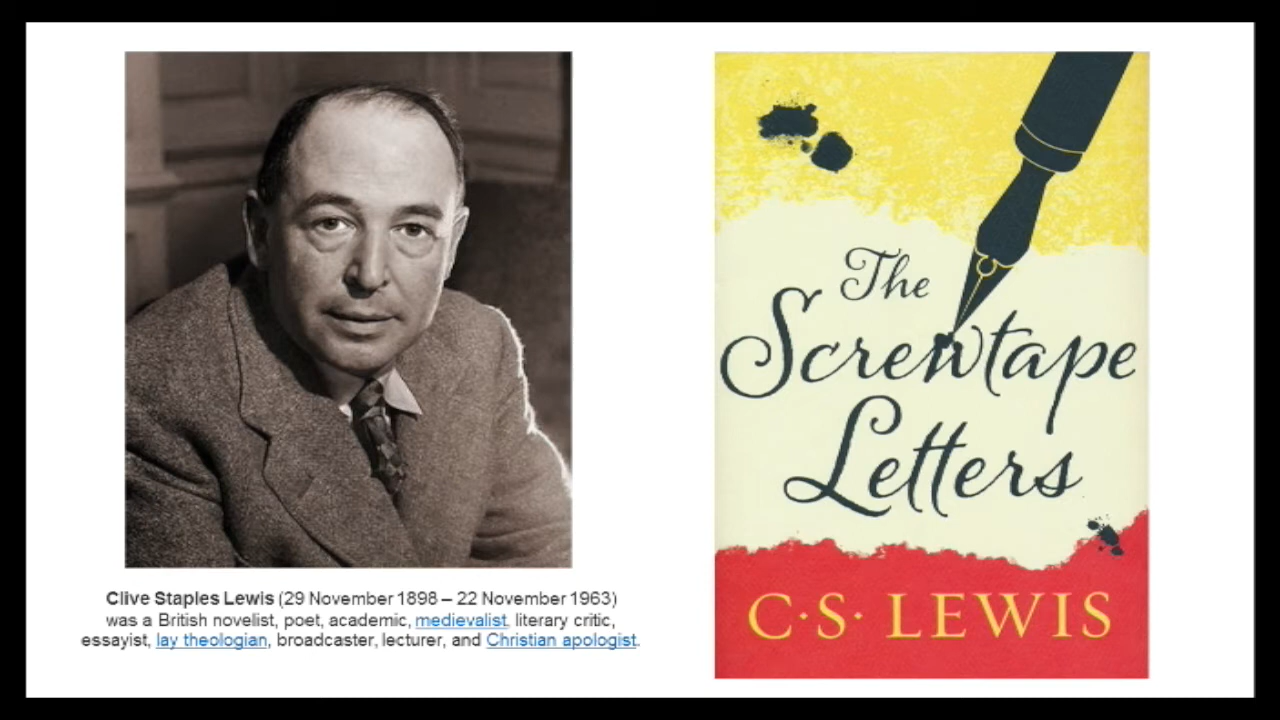 Clive Staples Lewis (29 November 1898 – 22 November 1963)
was a British novelist, poet, academic, medievalist, literary critic,
essayist, lay theologian, broadcaster, lecturer, and Christian apologist.
The
Screwtape
Letters
C·S· LEWIS